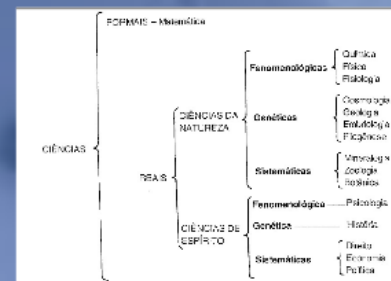 FORMAIS – Matemática
Química
Fenomenológicas
Física
Fisiologia
Cosmologia
CIÊNCIAS DA
NATUREZA
Genéticas
Geologia
Embriologia
Filogênese
CIÊNCIAS
Mineralogia
REAIS
Sistemáticas
Zoologia
Botânica
Fenomenológica
Psicologia
CIÊNCIAS DE
ESPÍRITO
Genética
História
Direito
Sistemáticas
Economia
Política